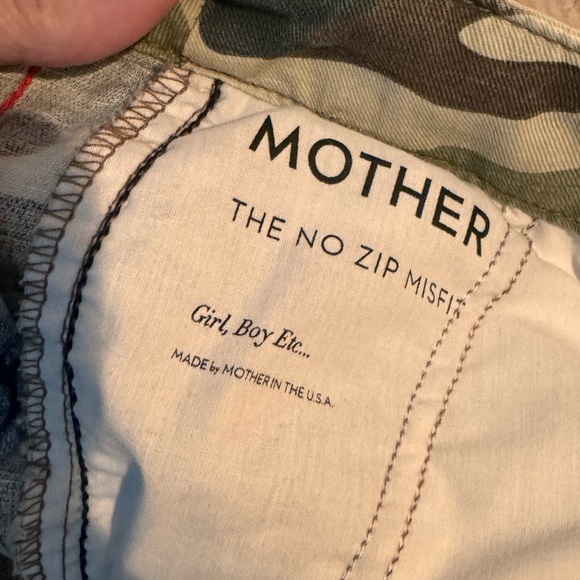 MOTHER
THE NO ZIP MISFIT
Girl, Boy Etc...
MADE by MOTHER IN THE U.S.A.